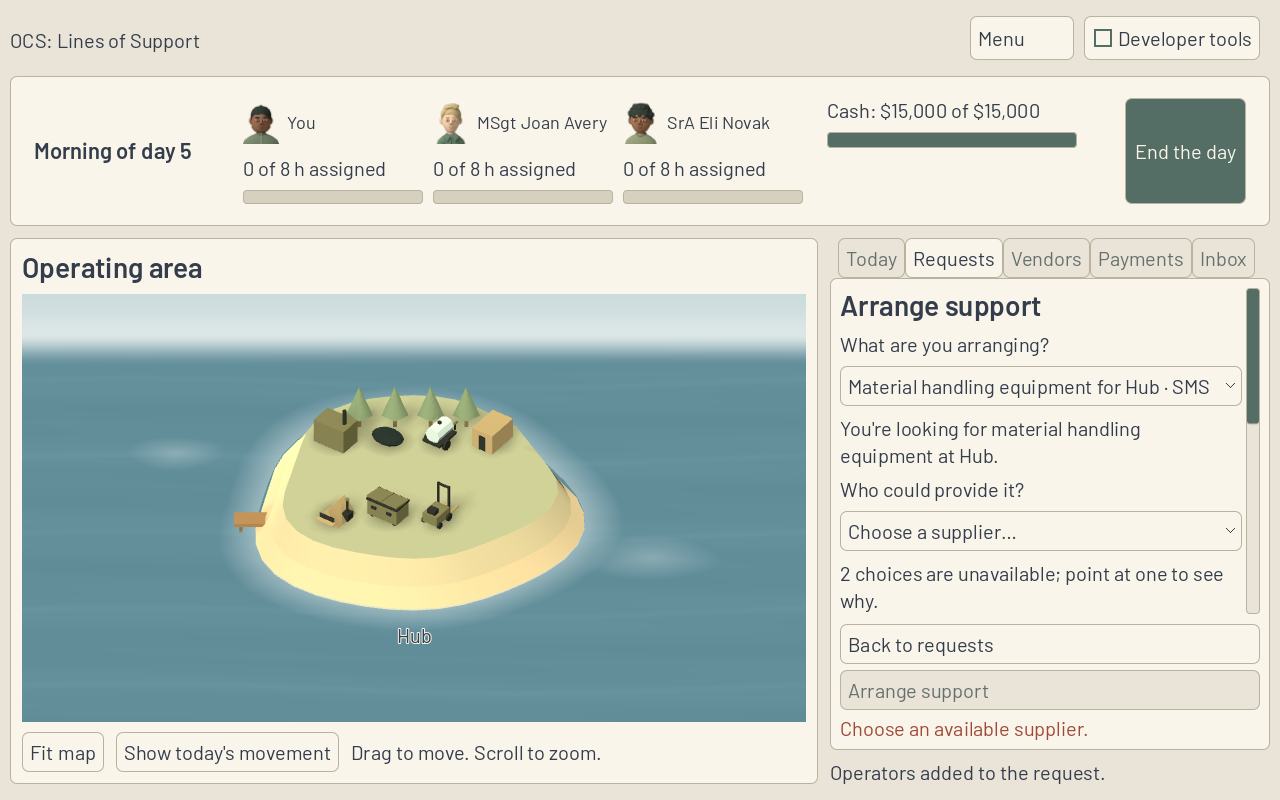 OCS: Lines of Support
Menu
Developer tools
Morning of day 5
You
0 of 8 h assigned
MSgt Joan Avery
0 of 8 h assigned
SrA Eli Novak
0 of 8 h assigned
Cash: $15,000 of $15,000
End the day
Operating area
Hub
Fit map
Show today's movement
Drag to move. Scroll to zoom.
Today
Requests
Vendors
Payments
Inbox
Arrange support
What are you arranging?
Material handling equipment for Hub · SMS
You're looking for material handling
equipment at Hub.
Who could provide it?
Choose a supplier...
2 choices are unavailable; point at one to see
why.
Back to requests
Arrange support
Choose an available supplier.
Operators added to the request.